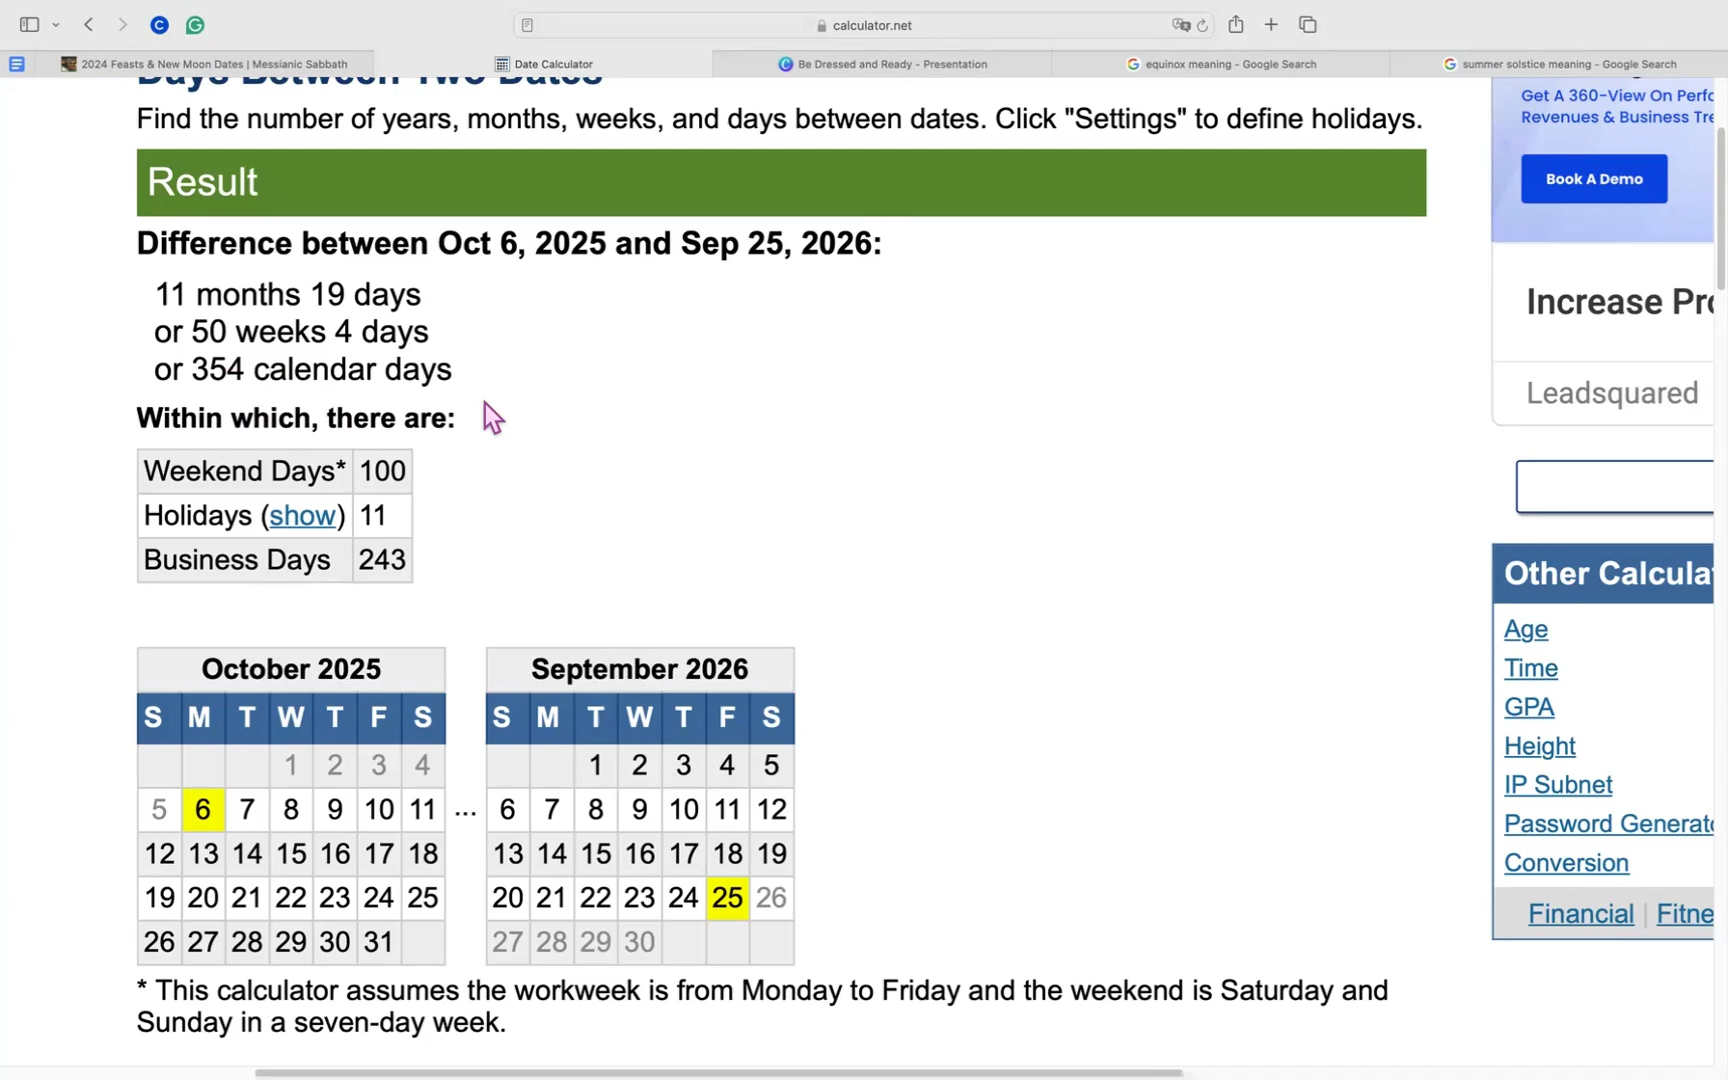 calculator.net
2024 Feasts & New Moon Dates | Messianic Sabbath
Date Calculator
Be Dressed and Ready - Presentation
equinox meaning - Google Search
summer solstice meaning - Google Search
Days Between Two Dates
Find the number of years, months, weeks, and days between dates. Click "Settings" to define holidays.
Result
Difference between Oct 6, 2025 and Sep 25, 2026:
11 months 19 days
or 50 weeks 4 days
or 354 calendar days
Within which, there are:
Weekend Days* 100
Holidays (show) 11
Business Days 243
October 2025
S M T W T F S
1 2 3 4
5 6 7 8 9 10 11
12 13 14 15 16 17 18
19 20 21 22 23 24 25
26 27 28 29 30 31
...
September 2026
S M T W T F S
1 2 3 4 5
6 7 8 9 10 11 12
13 14 15 16 17 18 19
20 21 22 23 24 25 26
27 28 29 30
* This calculator assumes the workweek is from Monday to Friday and the weekend is Saturday and
Sunday in a seven-day week.
Get A 360-View On Perfo
Revenues & Business Tre
Book A Demo
Increase Pro
Leadsquared
Other Calcula
Age
Time
GPA
Height
IP Subnet
Password Generato
Conversion
Financial | Fitne